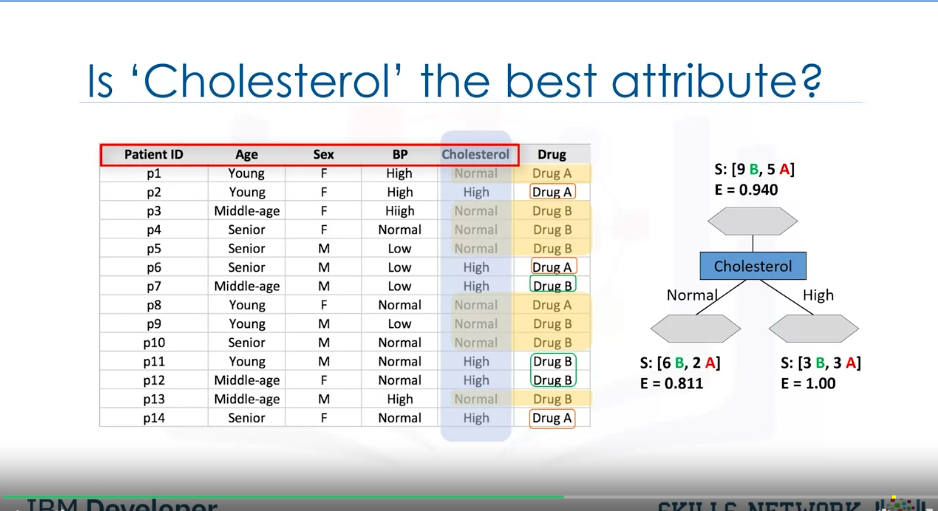 Is ‘Cholesterol’ the best attribute?
Patient ID Age Sex BP Cholesterol Drug
p1 Young F High Normal Drug A
p2 Young F High High Drug A
p3 Middle-age F Hiigh Normal Drug B
p4 Senior F Normal Normal Drug B
p5 Senior M Low Normal Drug B
p6 Senior M Low High Drug A
p7 Middle-age M Low High Drug B
p8 Young F Normal Normal Drug A
p9 Young M Low Normal Drug B
p10 Senior M Normal Normal Drug B
p11 Young M Normal High Drug B
p12 Middle-age F Normal High Drug B
p13 Middle-age M High Normal Drug B
p14 Senior F Normal High Drug A
S: [9 B, 5 A]
E = 0.940
Cholesterol
Normal High
S: [6 B, 2 A]
E = 0.811
S: [3 B, 3 A]
E = 1.00
IBM Developer
SKILLS NETWORK